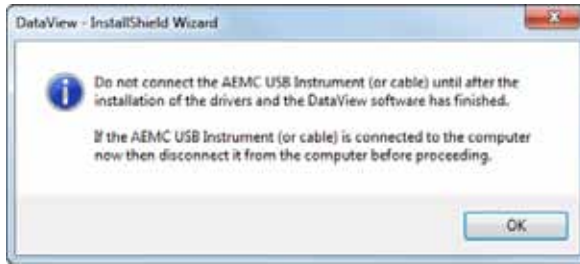 DataView - InstallShield Wizard
Do not connect the AEMC USB Instrument (or cable) until after the
installation of the drivers and the DataView software has finished.
If the AEMC USB Instrument (or cable) is connected to the computer
now then disconnect it from the computer before proceeding.
OK